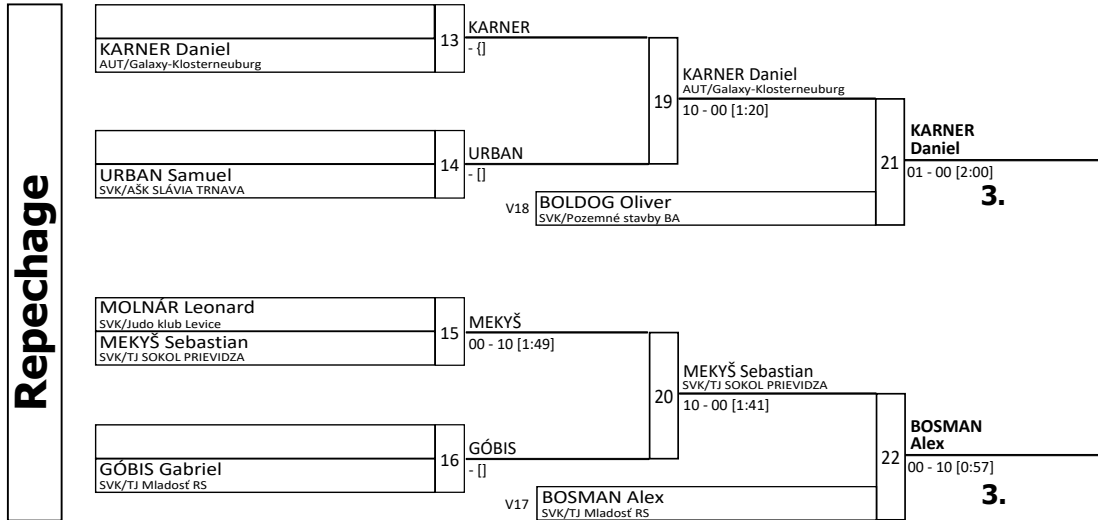 Repechage
KARNER Daniel
AUT/Galaxy-Klosterneuburg
13
KARNER
- {]
URBAN Samuel
SVK/AŠK SLÁVIA TRNAVA
14
URBAN
- []
19
KARNER Daniel
AUT/Galaxy-Klosterneuburg
10 - 00 [1:20]
V18
BOLDOG Oliver
SVK/Pozemné stavby BA
21
KARNER
Daniel
01 - 00 [2:00]
3.
MOLNÁR Leonard
SVK/Judo klub Levice
MEKYŠ Sebastian
SVK/TJ SOKOL PRIEVIDZA
15
MEKYŠ
00 - 10 [1:49]
GÓBIS Gabriel
SVK/TJ Mladosť RS
16
GÓBIS
- []
20
MEKYŠ Sebastian
SVK/TJ SOKOL PRIEVIDZA
10 - 00 [1:41]
V17
BOSMAN Alex
SVK/TJ Mladosť RS
22
BOSMAN
Alex
00 - 10 [0:57]
3.